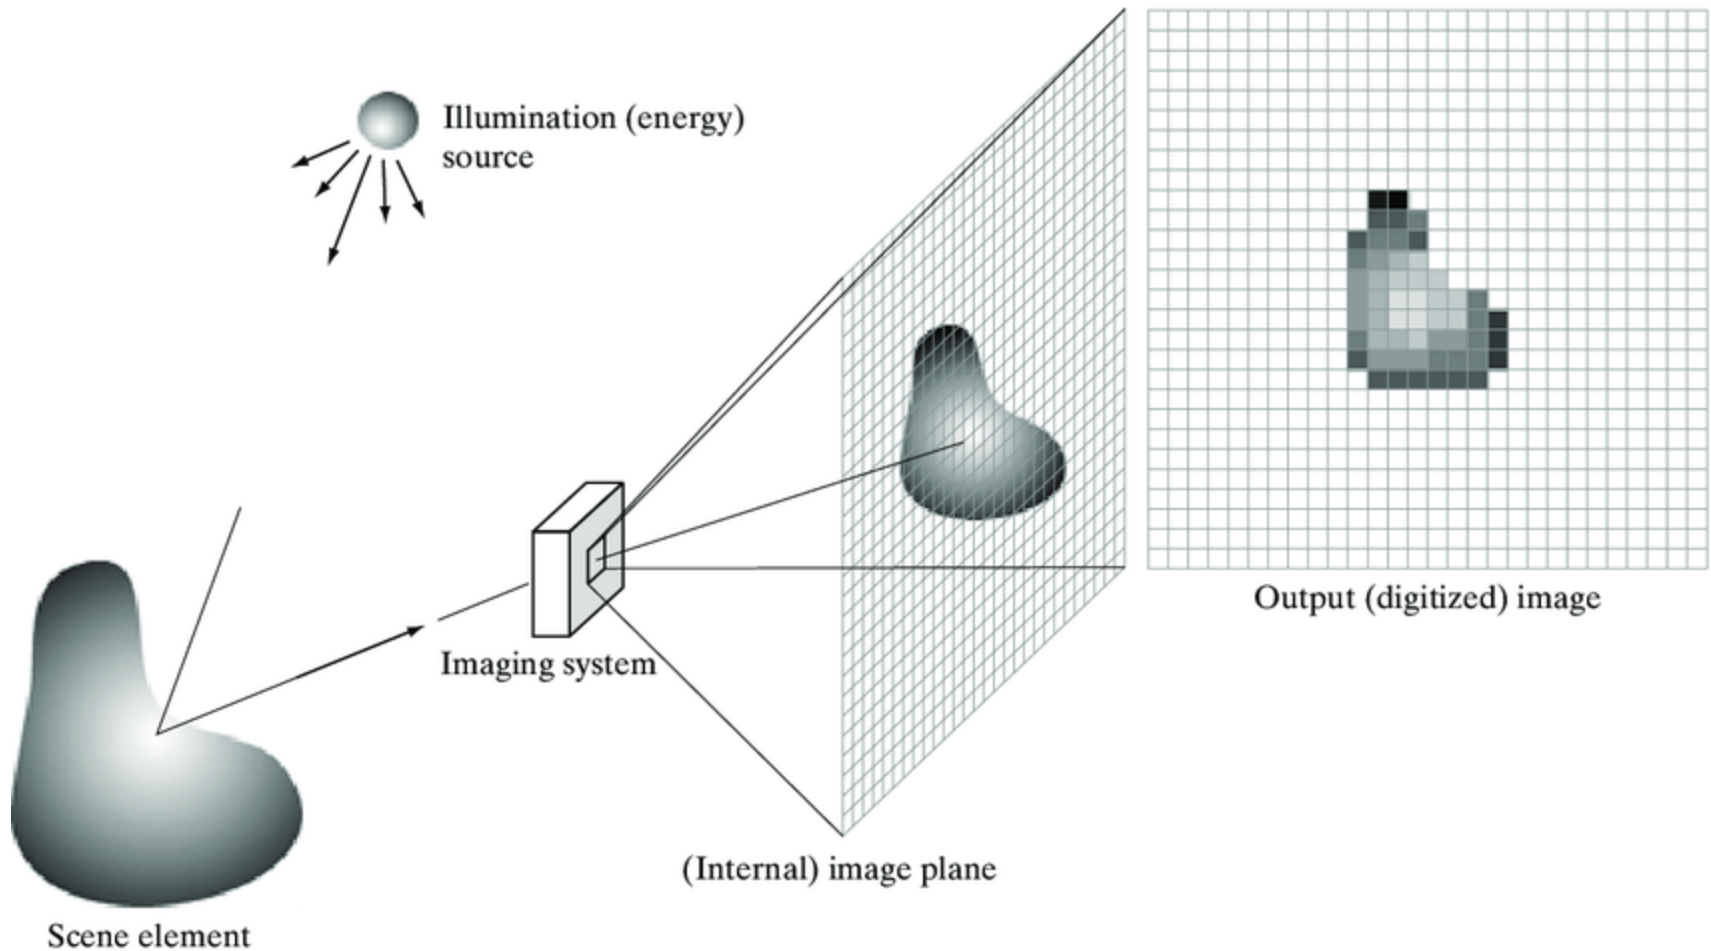 Illumination (energy)
source
Output (digitized) image
Imaging system
(Internal) image plane
Scene element